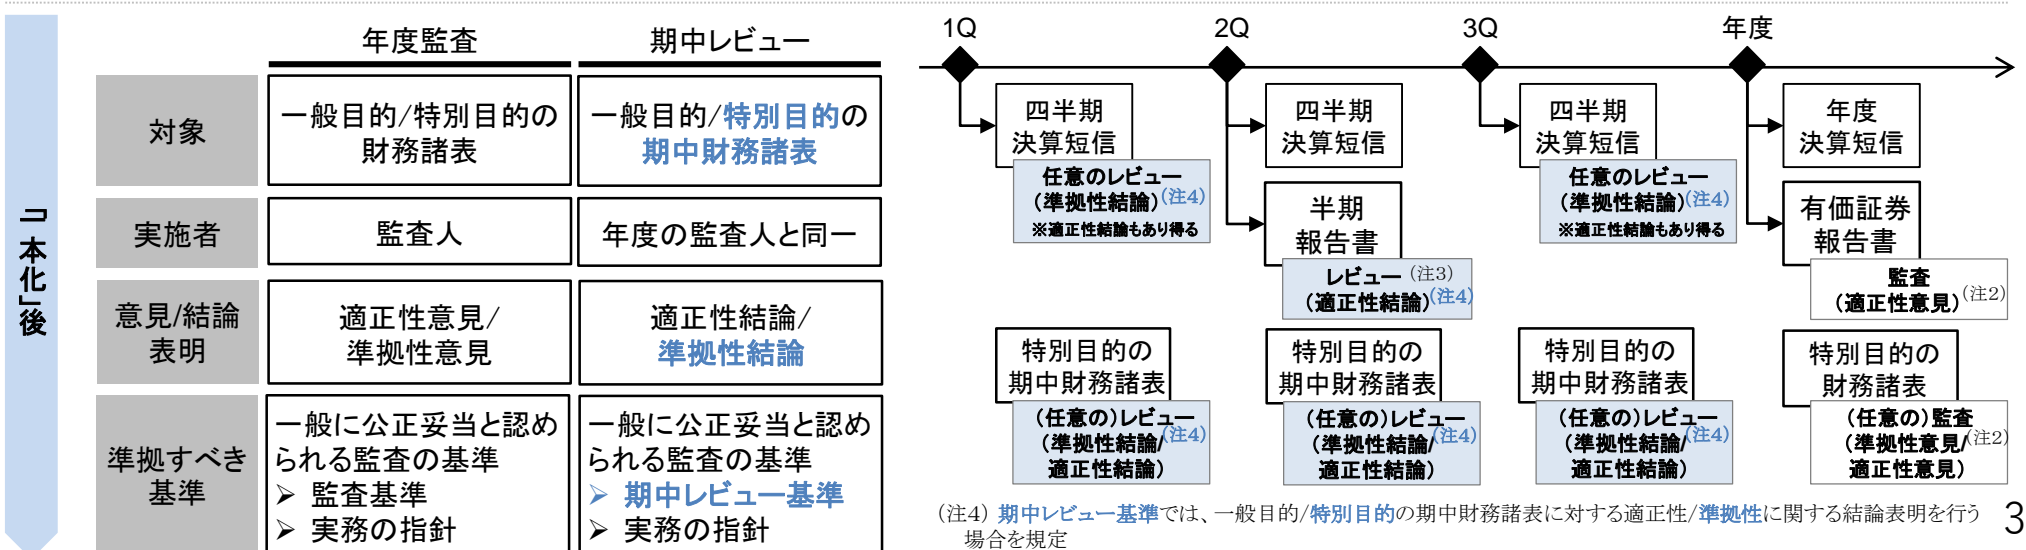 「一本化」後
年度監査
期中レビュー
対象
一般目的/特別目的の
財務諸表
一般目的/特別目的の
期中財務諸表
実施者
監査人
年度の監査人と同一
意見/結論
表明
適正性意見/
準拠性意見
適正性結論/
準拠性結論
準拠すべき
基準
一般に公正妥当と認め
られる監査の基準
➢ 監査基準
➢ 実務の指針
一般に公正妥当と認め
られる監査の基準
➢ 期中レビュー基準
➢ 実務の指針
1Q
2Q
3Q
年度
四半期
決算短信
任意のレビュー
(準拠性結論)(注4)
※適正性結論もあり得る
四半期
決算短信
半期
報告書
レビュー(注3)
(適正性結論)(注4)
四半期
決算短信
任意のレビュー
(準拠性結論)(注4)
※適正性結論もあり得る
年度
決算短信
有価証券
報告書
監査
(適正性意見)(注2)
特別目的の
期中財務諸表
(任意の)レビュー
(準拠性結論/(注4)
適正性結論)
特別目的の
期中財務諸表
(任意の)レビュー
(準拠性結論/(注4)
適正性結論)
特別目的の
期中財務諸表
(任意の)レビュー
(準拠性結論/(注4)
適正性結論)
特別目的の
財務諸表
(任意の)監査
(準拠性意見/(注2)
適正性意見)
(注4) 期中レビュー基準では、一般目的/特別目的の期中財務諸表に対する適正性/準拠性に関する結論表明を行う
場合を規定
3